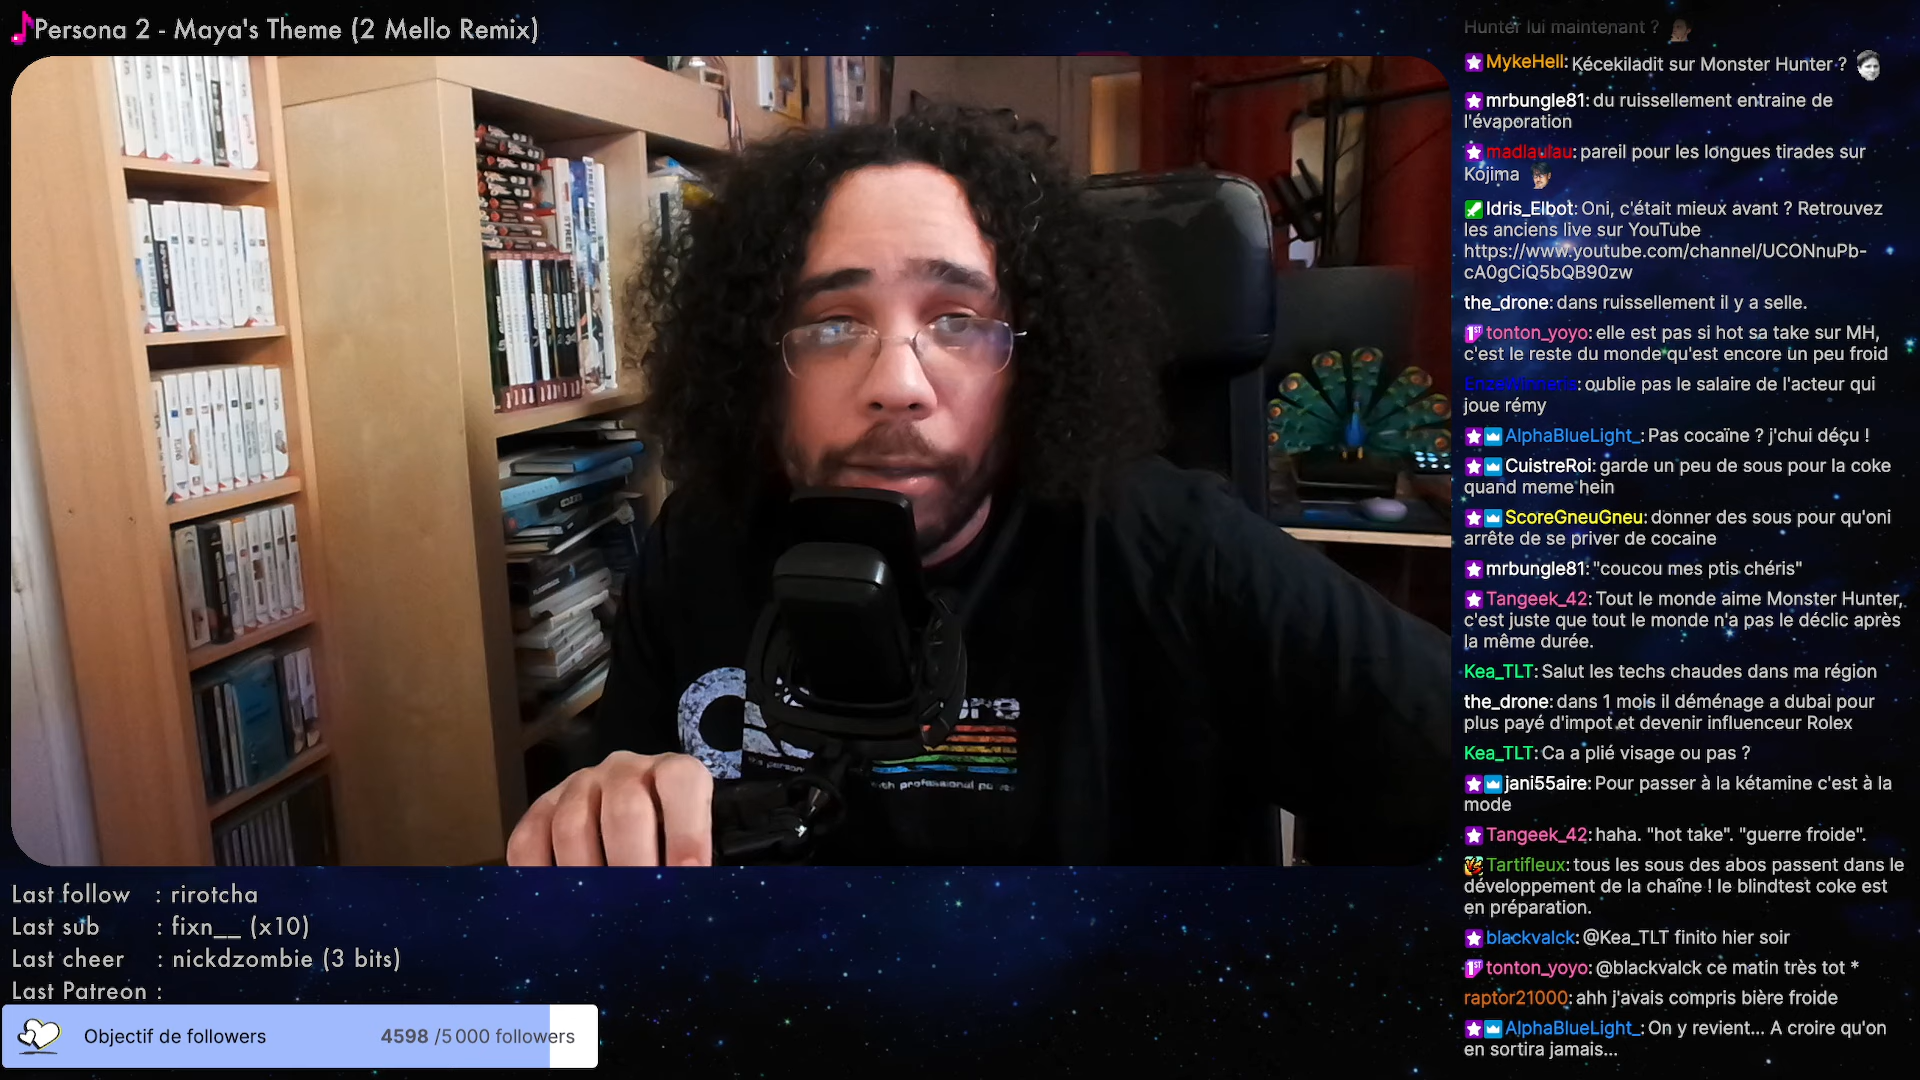 Persona 2 - Maya's Theme (2 Mello Remix)
Hunter lui maintenant ?
MykeHell: Kécekiladit sur Monster Hunter ?
mrbungle81: du ruissellement entraine de
l'évaporation
madlaulau: pareil pour les longues tirades sur
Kojima
Idris_Elbot: Oni, c'était mieux avant ? Retrouvez
les anciens live sur YouTube
https://www.youtube.com/channel/UCONnuPb-
cA0gCiQ5bQB90zw
the_drone: dans ruissellement il y a selle.
tonton_yoyo: elle est pas si hot sa take sur MH,
c'est le reste du monde qu'est encore un peu froid
EnzeWinneris: oublie pas le salaire de l'acteur qui
joue rémy
AlphaBlueLight_: Pas cocaïne ? j'chui déçu !
CuistreRoi: garde un peu de sous pour la coke
quand meme hein
ScoreGneuGneu: donner des sous pour qu'oni
arrête de se priver de cocaine
mrbungle81: "coucou mes ptis chéris"
Tangeek_42: Tout le monde aime Monster Hunter,
c'est juste que tout le monde n'a pas le déclic après
la même durée.
Kea_TLT: Salut les techs chaudes dans ma région
the_drone: dans 1 mois il déménage a dubai pour
plus payé d'impot et devenir influenceur Rolex
Kea_TLT: Ca a plié visage ou pas ?
jani55aire: Pour passer à la kétamine c'est à la
mode
Tangeek_42: haha. "hot take". "guerre froide".
Tartifleux: tous les sous des abos passent dans le
développement de la chaîne ! le blindtest coke est
en préparation.
blackvalck: @Kea_TLT finito hier soir
tonton_yoyo: @blackvalck ce matin très tot *
raptor21000: ahh j'avais compris bière froide
AlphaBlueLight_: On y revient... A croire qu'on
en sortira jamais...
Last follow : rirotcha
Last sub : fixn__ (x10)
Last cheer : nickdzombie (3 bits)
Last Patreon :
Objectif de followers 4598 /5 000 followers